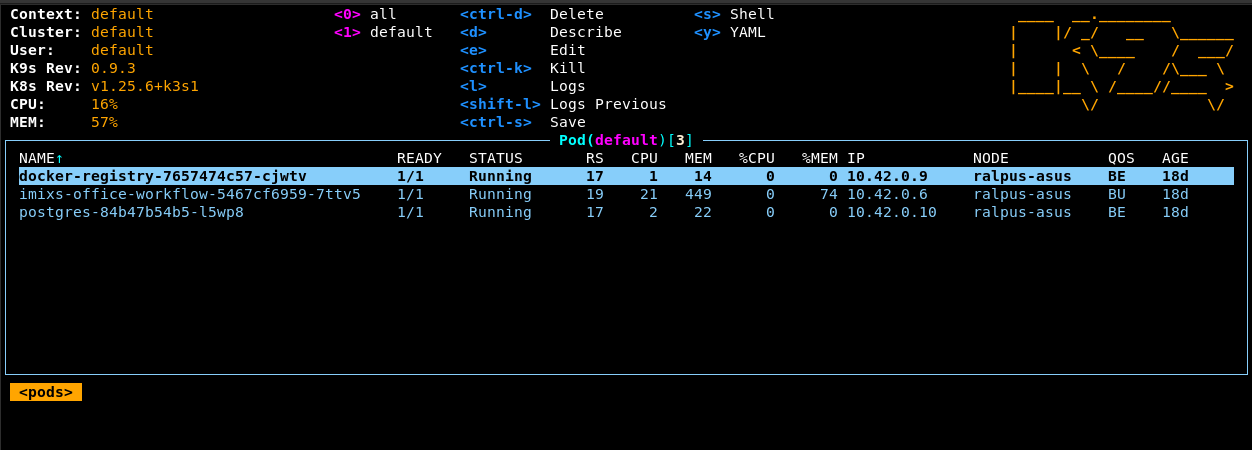 Context: default <0> all <ctrl-d> Delete <s> Shell
Cluster: default <1> default <d> Describe <y> YAML
User: default <e> Edit
K9s Rev: 0.9.3 <ctrl-k> Kill
K8s Rev: v1.25.6+k3s1 <l> Logs
CPU: 16% <shift-l> Logs Previous
MEM: 57% <ctrl-s> Save
Pod(default)[3]
NAME↑ READY STATUS RS CPU MEM %CPU %MEM IP NODE QOS AGE
docker-registry-7657474c57-cjwtv 1/1 Running 17 1 14 0 0 10.42.0.9 ralpus-asus BE 18d
imixs-office-workflow-5467cf6959-7ttv5 1/1 Running 19 21 449 0 74 10.42.0.6 ralpus-asus BU 18d
postgres-84b47b54b5-l5wp8 1/1 Running 17 2 22 0 0 10.42.0.10 ralpus-asus BE 18d
<pods>